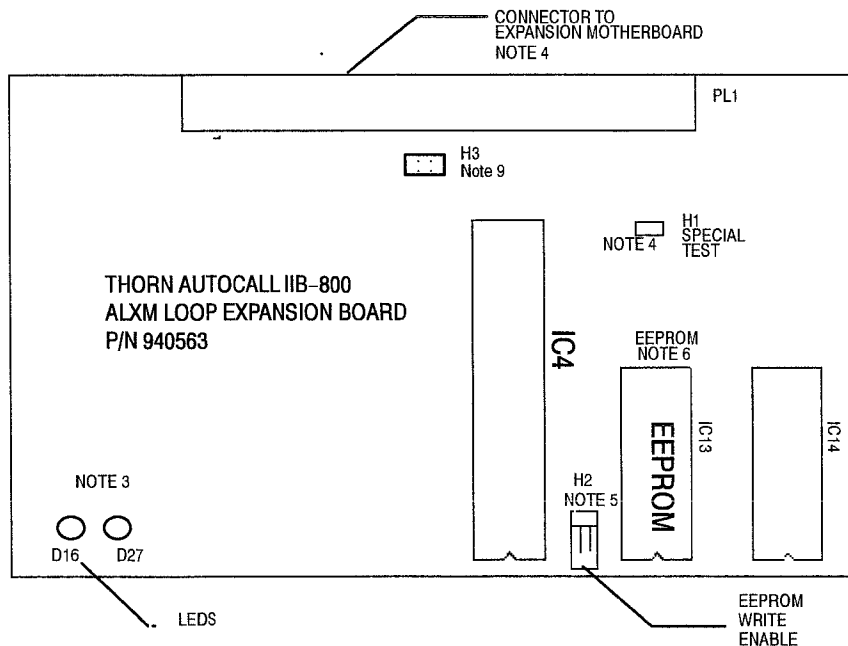 CONNECTOR TO
EXPANSION MOTHERBOARD
NOTE 4
PL1
H3
Note 9
H1
SPECIAL
TEST
NOTE 4
THORN AUTOCALL IIB-800
ALXM LOOP EXPANSION BOARD
P/N 940563
IC4
EEPROM
NOTE 6
EEPROM
IC13
IC14
H2
NOTE 5
NOTE 3
D16
D27
LEDS
EEPROM
WRITE
ENABLE